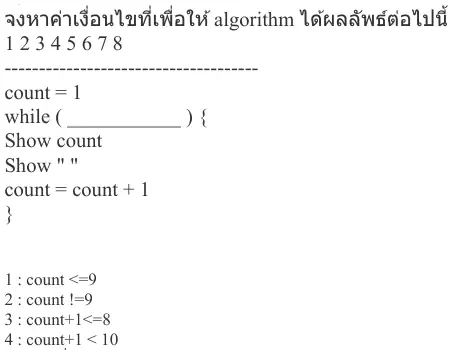 จงหาค่าเงื่อนไขที่เพื่อให้ algorithm ได้ผลลัพธ์ต่อไปนี้
1 2 3 4 5 6 7 8
-------------------------------------
count = 1
while ( ____________ ) {
Show count
Show " "
count = count + 1
}
1 : count <=9
2 : count !=9
3 : count+1<=8
4 : count+1 < 10